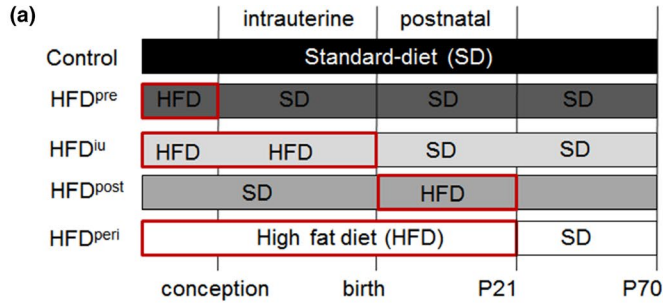 (a)
intrauterine postnatal
Control Standard-diet (SD)
HFDpre HFD SD SD SD
HFDiu HFD HFD SD SD
HFDpost SD HFD
HFDperi High fat diet (HFD) SD
conception birth P21 P70